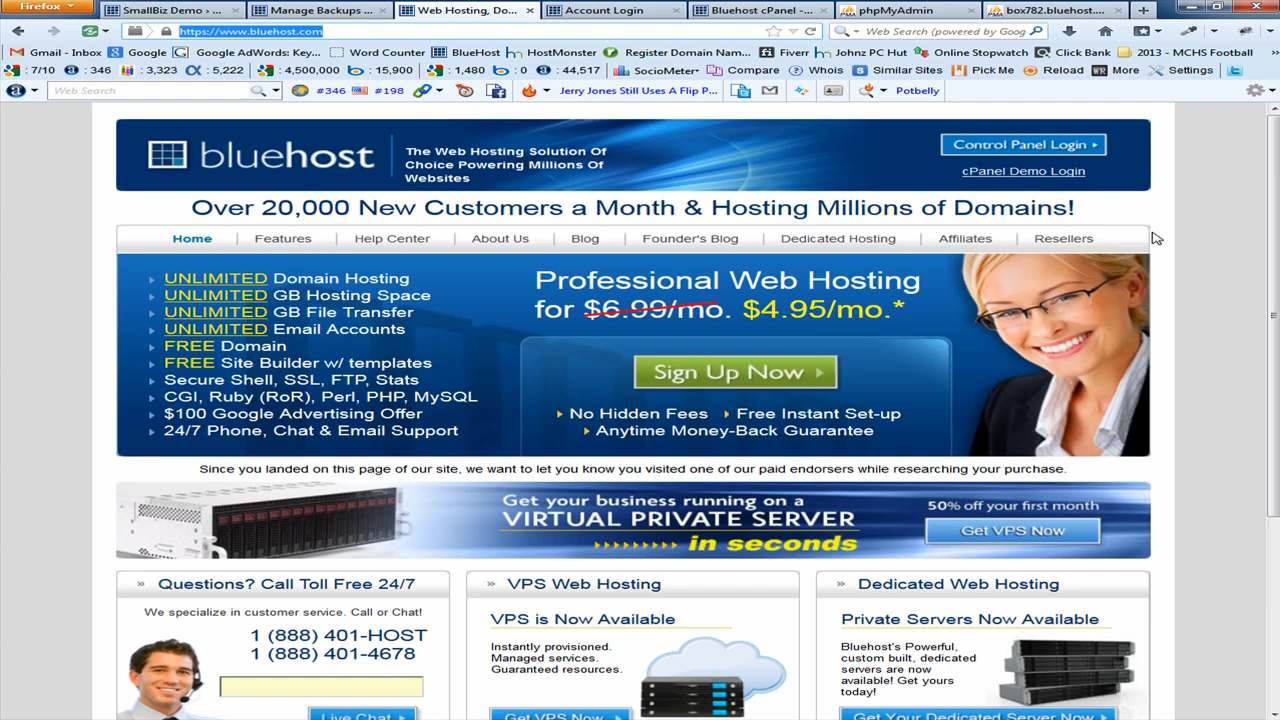 Firefox
SmallBiz Demo › ...
Manage Backups ...
Web Hosting, Do...
Account Login
Bluehost cPanel -...
phpMyAdmin
box782.bluehost....
https://www.bluehost.com
Web Search (powered by Goog
Gmail - Inbox
Google
Google AdWords: Key...
Word Counter
BlueHost
HostMonster
Register Domain Nam...
Fiverr
Johnz PC Hut
Online Stopwatch
Click Bank
2013 - MCHS Football
: 7/10
: 346
: 3,323
: 5,222
: 4,500,000
: 15,800
: 1,480
: 0
: 44,517
SocioMeter
Compare
Whois
Similar Sites
Pick Me
Reload
More
Settings
Web Search
#346
#198
Jerry Jones Still Uses A Flip P...
Potbelly
bluehost
The Web Hosting Solution Of
Choice Powering Millions Of
Websites
Control Panel Login
cPanel Demo Login
Over 20,000 New Customers a Month & Hosting Millions of Domains!
Home
Features
Help Center
About Us
Blog
Founder's Blog
Dedicated Hosting
Affiliates
Resellers
UNLIMITED Domain Hosting
UNLIMITED GB Hosting Space
UNLIMITED GB File Transfer
UNLIMITED Email Accounts
FREE Domain
FREE Site Builder w/ templates
Secure Shell, SSL, FTP, Stats
CGI, Ruby (RoR), Perl, PHP, MySQL
$100 Google Advertising Offer
24/7 Phone, Chat & Email Support
Professional Web Hosting
for $6.99/mo. $4.95/mo.*
Sign Up Now
No Hidden Fees
Free Instant Set-up
Anytime Money-Back Guarantee
Since you landed on this page of our site, we want to let you know you visited one of our paid endorsers while researching your purchase.
Get your business running on a
VIRTUAL PRIVATE SERVER
in seconds
50% off your first month
Get VPS Now
» Questions? Call Toll Free 24/7
We specialize in customer service. Call or Chat!
1 (888) 401-HOST
1 (888) 401-4678
Live Chat
» VPS Web Hosting
VPS is Now Available
Instantly provisioned.
Managed services.
Guaranteed resources.
Get VPS Now
» Dedicated Web Hosting
Private Servers Now Available
Bluehost's Powerful,
custom built, dedicated
servers are now
available! Get yours
today!
Get Your Dedicated Server Now